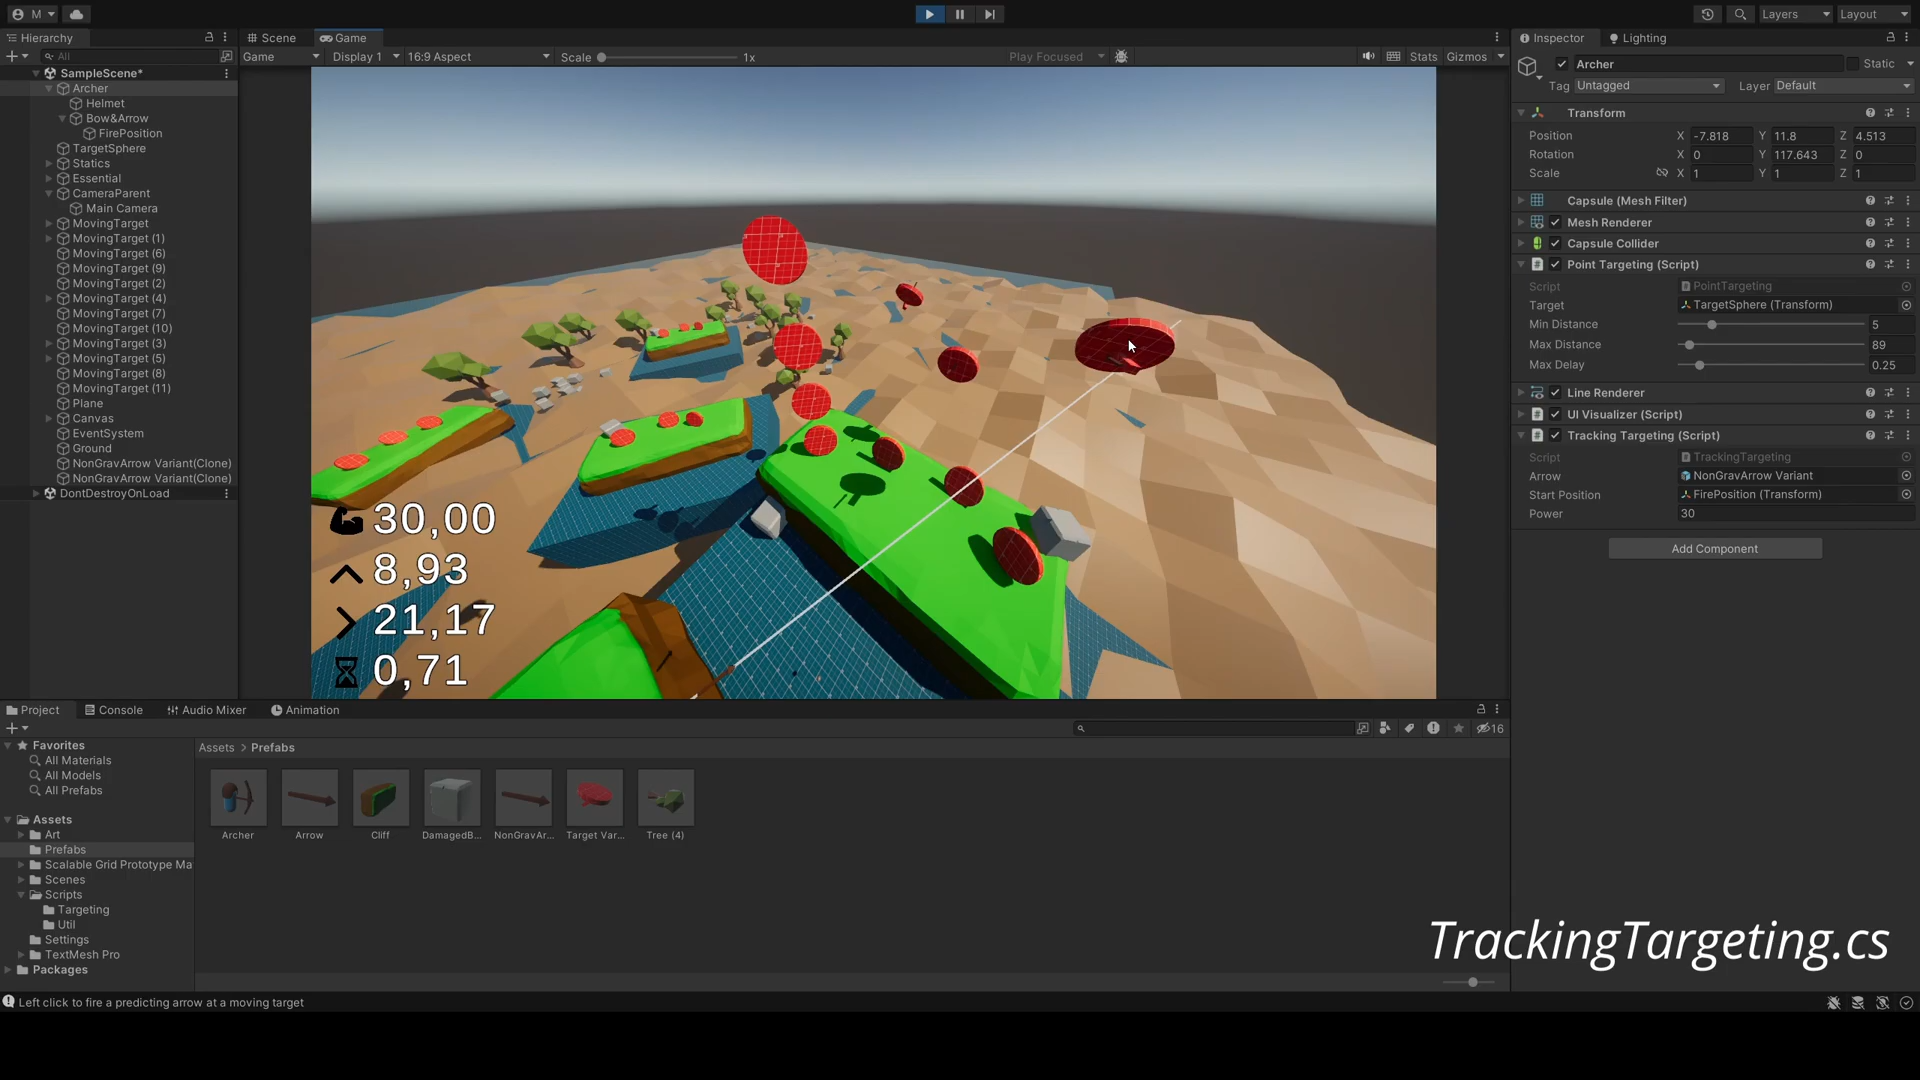 M
Layers
Layout
Hierarchy
All
SampleScene*
Archer
Helmet
Bow&Arrow
FirePosition
TargetSphere
Statics
Essential
CameraParent
Main Camera
MovingTarget
MovingTarget (1)
MovingTarget (6)
MovingTarget (9)
MovingTarget (2)
MovingTarget (4)
MovingTarget (7)
MovingTarget (10)
MovingTarget (3)
MovingTarget (5)
MovingTarget (8)
MovingTarget (11)
Plane
Canvas
EventSystem
Ground
NonGravArrow Variant(Clone)
NonGravArrow Variant(Clone)
DontDestroyOnLoad
Scene
Game
Game
Display 1
16:9 Aspect
Scale
1x
Play Focused
Stats
Gizmos
30,00
8,93
21,17
0,71
Inspector
Lighting
Archer
Static
Tag
Untagged
Layer
Default
Transform
Position X -7.818 Y 11.8 Z 4.513
Rotation X 0 Y 117.643 Z 0
Scale X 1 Y 1 Z 1
Capsule (Mesh Filter)
Mesh Renderer
Capsule Collider
Point Targeting (Script)
Script PointTargeting
Target TargetSphere (Transform)
Min Distance 5
Max Distance 89
Max Delay 0.25
Line Renderer
UI Visualizer (Script)
Tracking Targeting (Script)
Script TrackingTargeting
Arrow NonGravArrow Variant
Start Position FirePosition (Transform)
Power 30
Add Component
Project
Console
Audio Mixer
Animation
16
Favorites
All Materials
All Models
All Prefabs
Assets
Art
Prefabs
Scalable Grid Prototype Ma
Scenes
Scripts
Targeting
Util
Settings
TextMesh Pro
Packages
Assets > Prefabs
Archer
Arrow
Cliff
DamagedB...
NonGravAr...
Target Var...
Tree (4)
TrackingTargeting.cs
Left click to fire a predicting arrow at a moving target